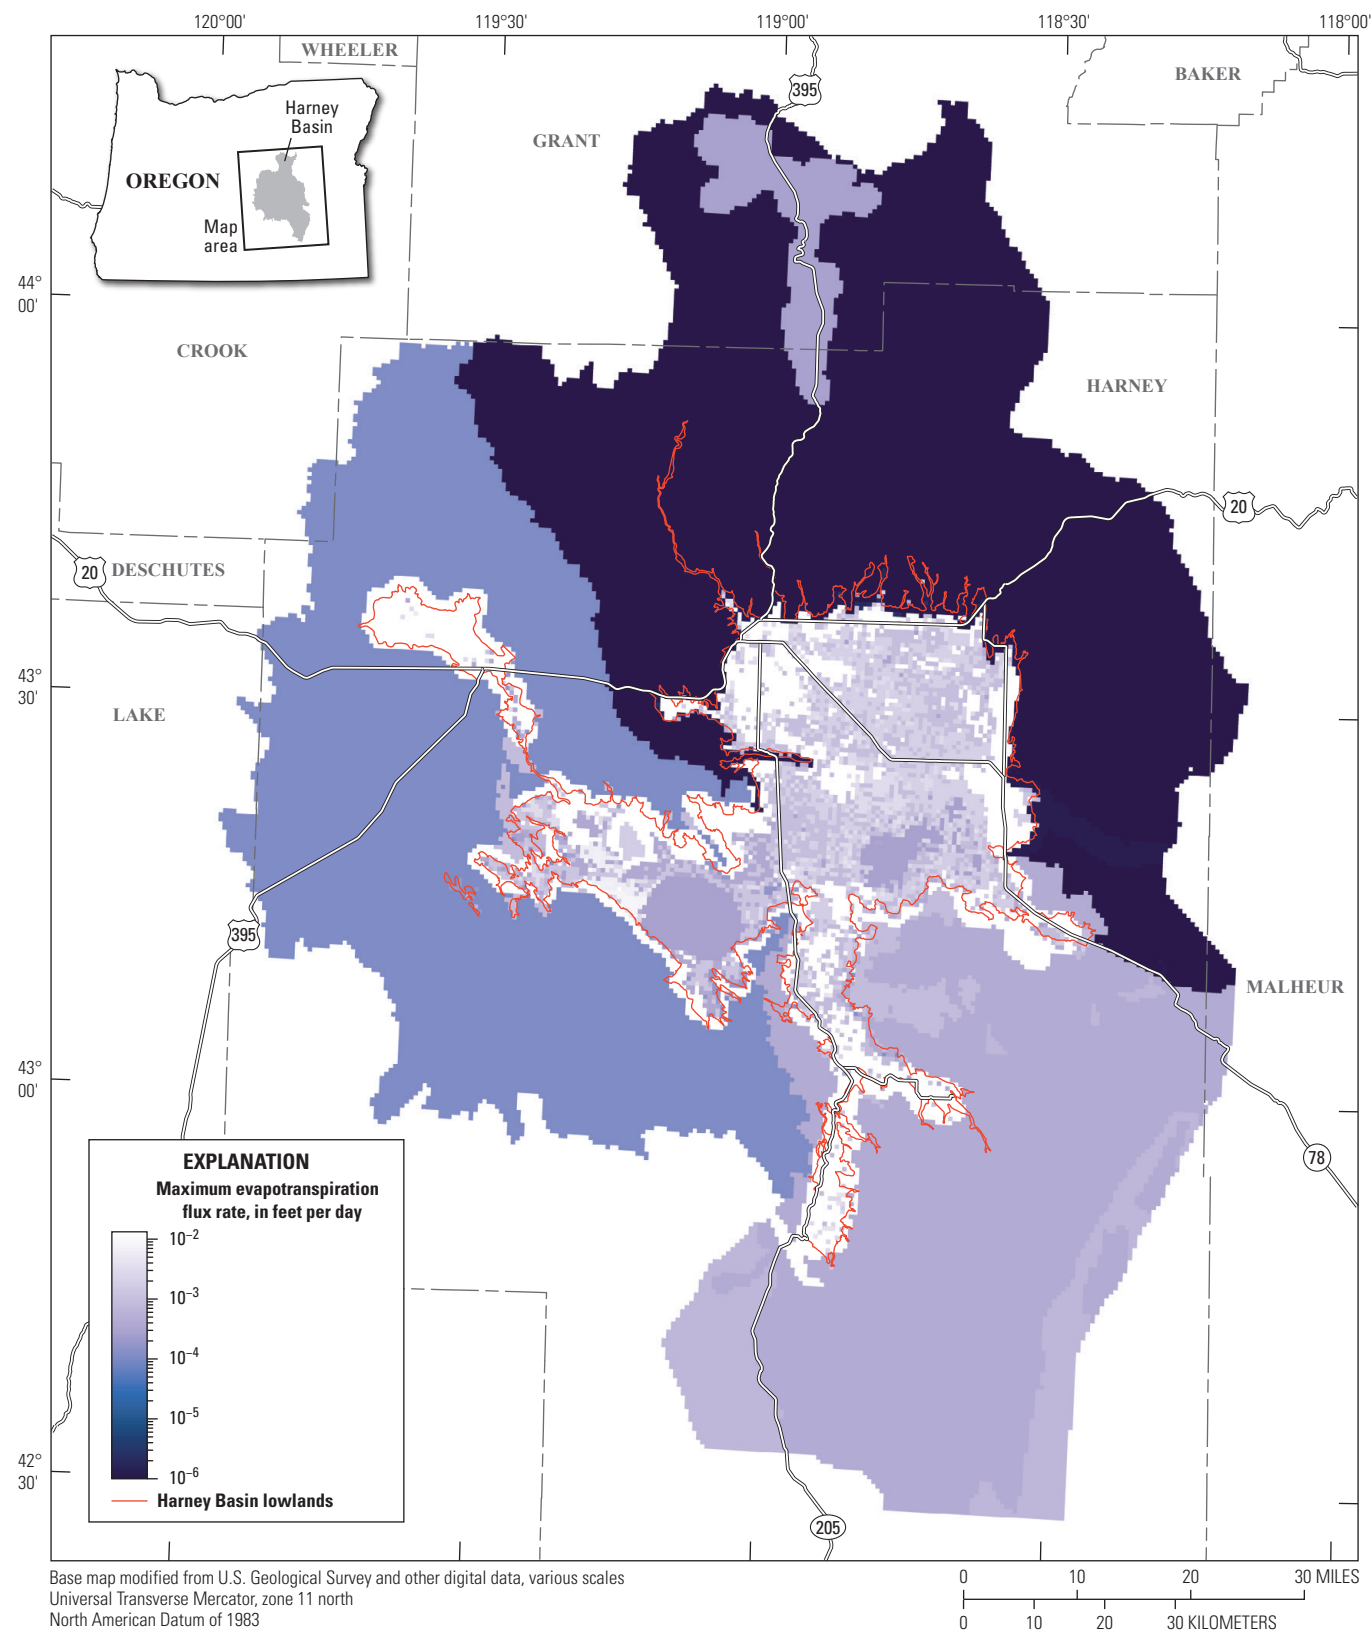 120°00'
119°30'
119°00'
118°30'
118°00'
WHEELER
BAKER
395
Harney
Basin
GRANT
OREGON
Map
area
44°
00'
CROOK
HARNEY
20
20
DESCHUTES
43°
30'
LAKE
395
MALHEUR
43°
00'
78
EXPLANATION
Maximum evapotranspiration
flux rate, in feet per day
10–2
10–3
10–4
10–5
10–6
Harney Basin lowlands
42°
30'
205
Base map modified from U.S. Geological Survey and other digital data, various scales
Universal Transverse Mercator, zone 11 north
North American Datum of 1983
0 10 20 30 MILES
0 10 20 30 KILOMETERS